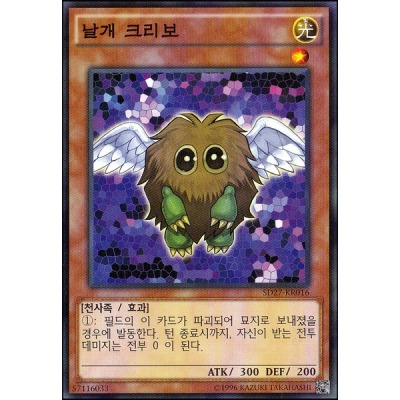 날개 크리보
光
SD27-KR016
[천사족 / 효과]
①: 필드의 이 카드가 파괴되어 묘지로 보내졌을
경우에 발동한다. 턴 종료시까지, 자신이 받는 전투
데미지는 전부 0 이 된다.
ATK/ 300 DEF/ 200
57116033
©1996 KAZUKI TAKAHASHI